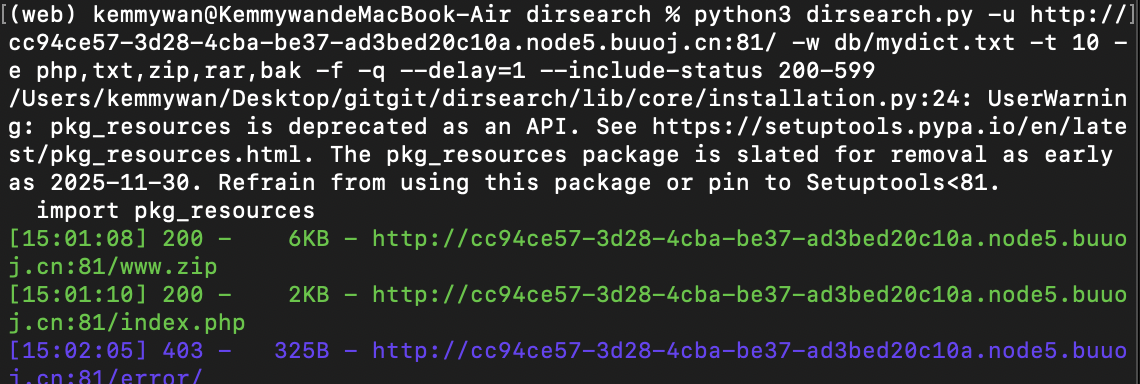 [(web) kemmywan@KemmywandeMacBook-Air dirsearch % python3 dirsearch.py -u http://]
cc94ce57-3d28-4cba-be37-ad3bed20c10a.node5.buuoj.cn:81/ -w db/mydict.txt -t 10 -
e php,txt,zip,rar,bak -f -q --delay=1 --include-status 200-599
/Users/kemmywan/Desktop/gitgit/dirsearch/lib/core/installation.py:24: UserWarnin
g: pkg_resources is deprecated as an API. See https://setuptools.pypa.io/en/late
st/pkg_resources.html. The pkg_resources package is slated for removal as early
as 2025-11-30. Refrain from using this package or pin to Setuptools<81.
  import pkg_resources
[15:01:08] 200 -    6KB - http://cc94ce57-3d28-4cba-be37-ad3bed20c10a.node5.buuo
j.cn:81/www.zip
[15:01:10] 200 -    2KB - http://cc94ce57-3d28-4cba-be37-ad3bed20c10a.node5.buuo
j.cn:81/index.php
[15:02:05] 403 -   325B - http://cc94ce57-3d28-4cba-be37-ad3bed20c10a.node5.buuo
j.cn:81/error/